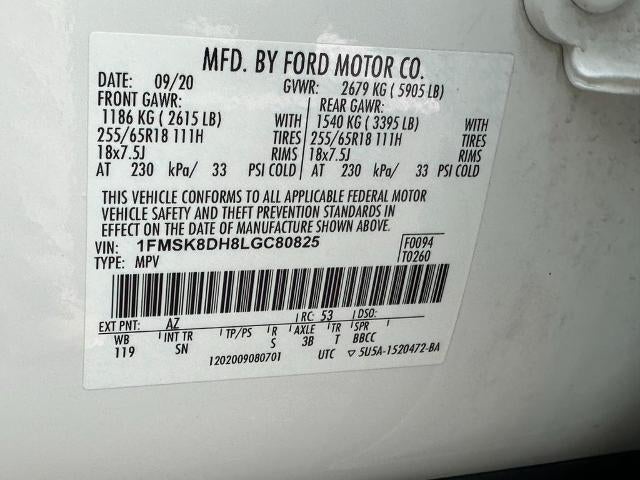 MFD. BY FORD MOTOR CO.
DATE: 09/20 GVWR: 2679 KG ( 5905 LB)
FRONT GAWR: REAR GAWR:
1186 KG ( 2615 LB) WITH 1540 KG ( 3395 LB) WITH
255/65R18 111H TIRES 255/65R18 111H TIRES
18x7.5J RIMS 18x7.5J RIMS
AT 230 kPa/ 33 PSI COLD AT 230 kPa/ 33 PSI COLD
THIS VEHICLE CONFORMS TO ALL APPLICABLE FEDERAL MOTOR
VEHICLE SAFETY AND THEFT PREVENTION STANDARDS IN
EFFECT ON THE DATE OF MANUFACTURE SHOWN ABOVE.
VIN: 1FMSK8DH8LGC80825 F0094
TYPE: MPV T0260
EXT PNT: AZ RC: 53 DSO:
WB INT TR TP/PS R AXLE TR SPR
119 SN S 3B T BBCC
1202009080701 UTC ▽ 5U5A-1520472-BA